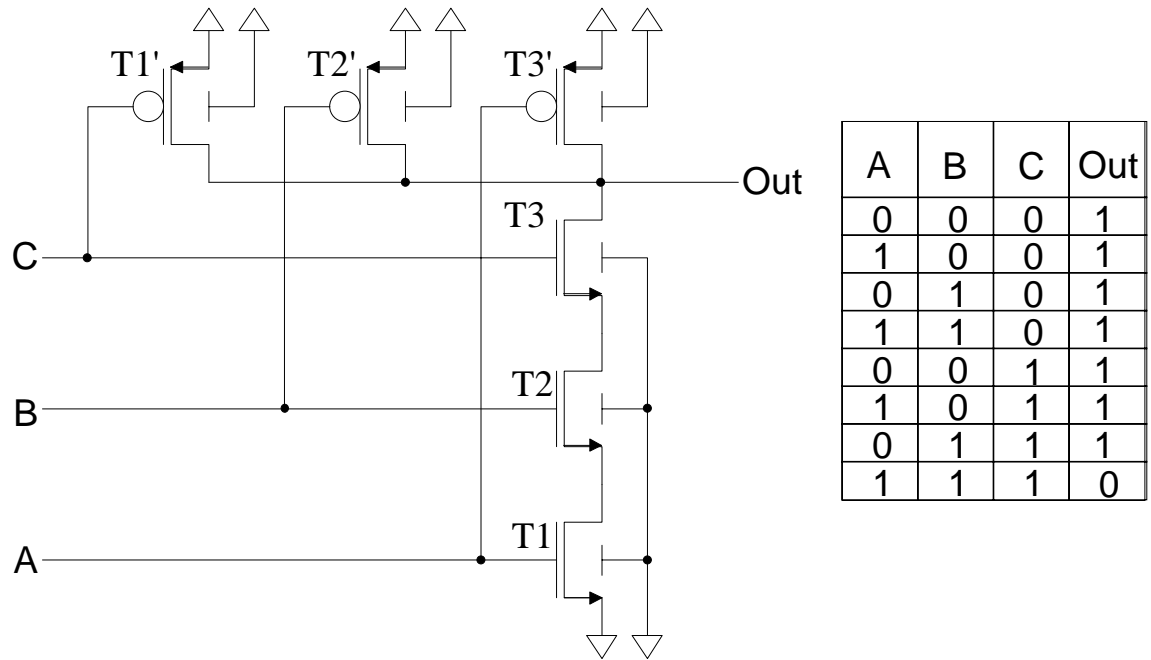 T1' T2' T3'
Out
T3
C
T2
B
T1
A
A B C Out
0 0 0 1
1 0 0 1
0 1 0 1
1 1 0 1
0 0 1 1
1 0 1 1
0 1 1 1
1 1 1 0